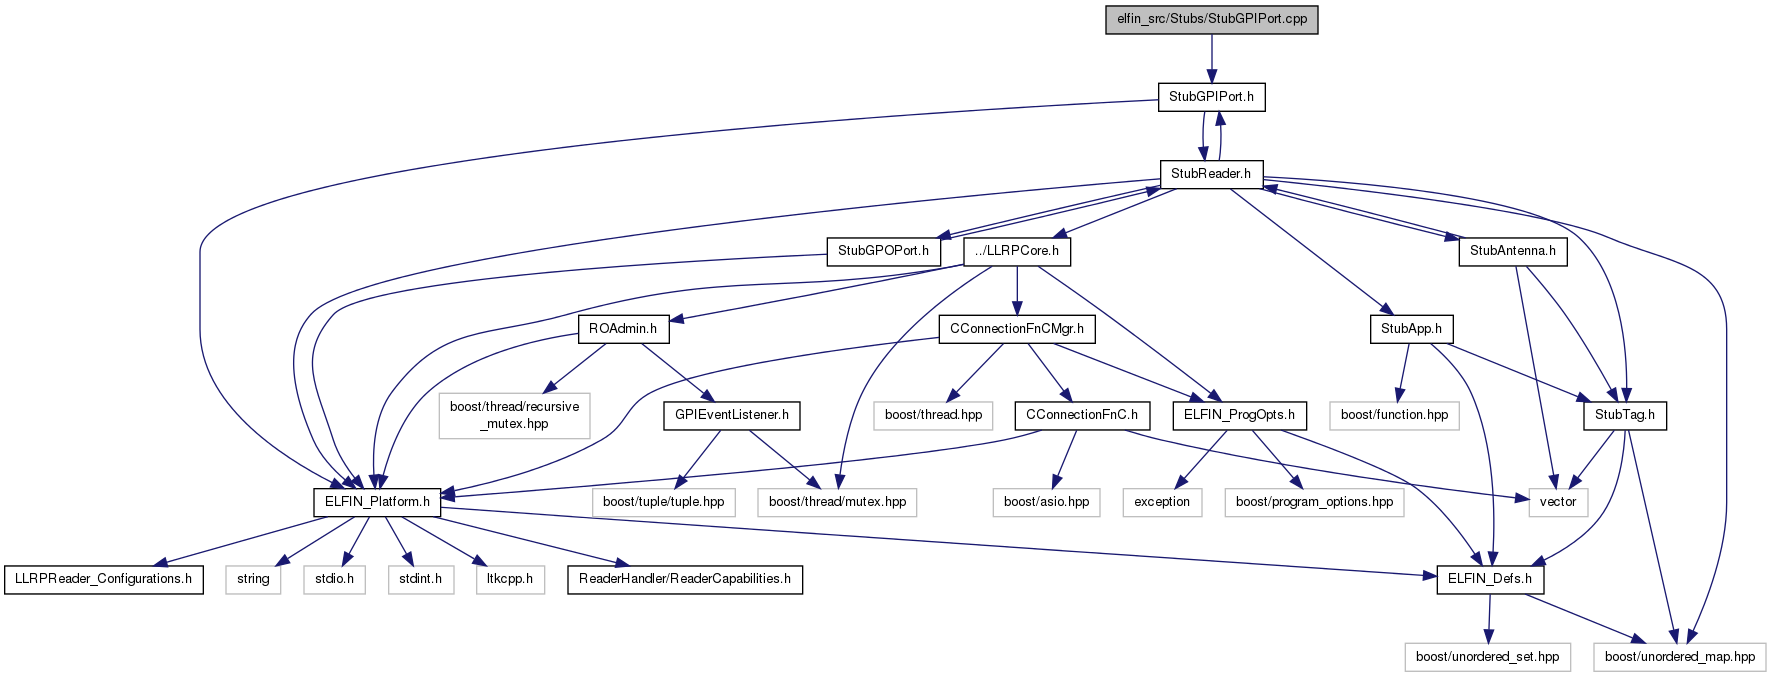 elfin_src/Stubs/StubGPIPort.cpp
StubGPIPort.h
StubReader.h
StubGPOPort.h
../LLRPCore.h
StubAntenna.h
ROAdmin.h
CConnectionFnCMgr.h
StubApp.h
boost/thread/recursive
_mutex.hpp
GPIEventListener.h
boost/thread.hpp
CConnectionFnC.h
ELFIN_ProgOpts.h
boost/function.hpp
StubTag.h
ELFIN_Platform.h
boost/tuple/tuple.hpp
boost/thread/mutex.hpp
boost/asio.hpp
exception
boost/program_options.hpp
vector
LLRPReader_Configurations.h
string
stdio.h
stdint.h
ltkcpp.h
ReaderHandler/ReaderCapabilities.h
ELFIN_Defs.h
boost/unordered_set.hpp
boost/unordered_map.hpp